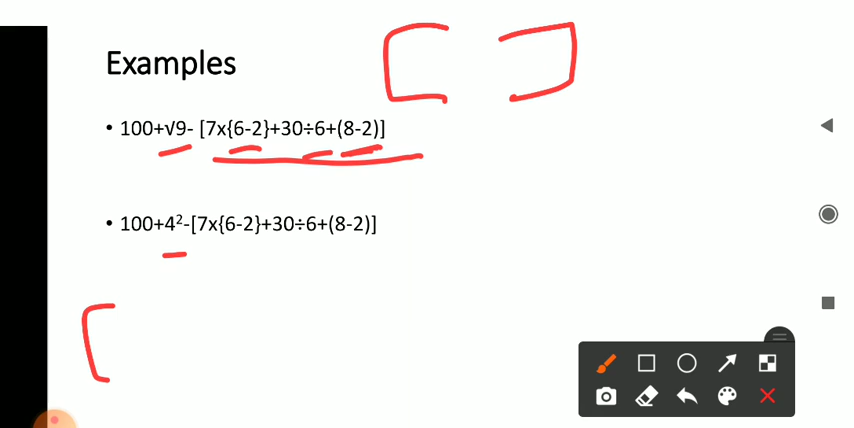 Examples
• 100+√9- [7x{6-2}+30÷6+(8-2)]
• 100+4²-[7x{6-2}+30÷6+(8-2)]